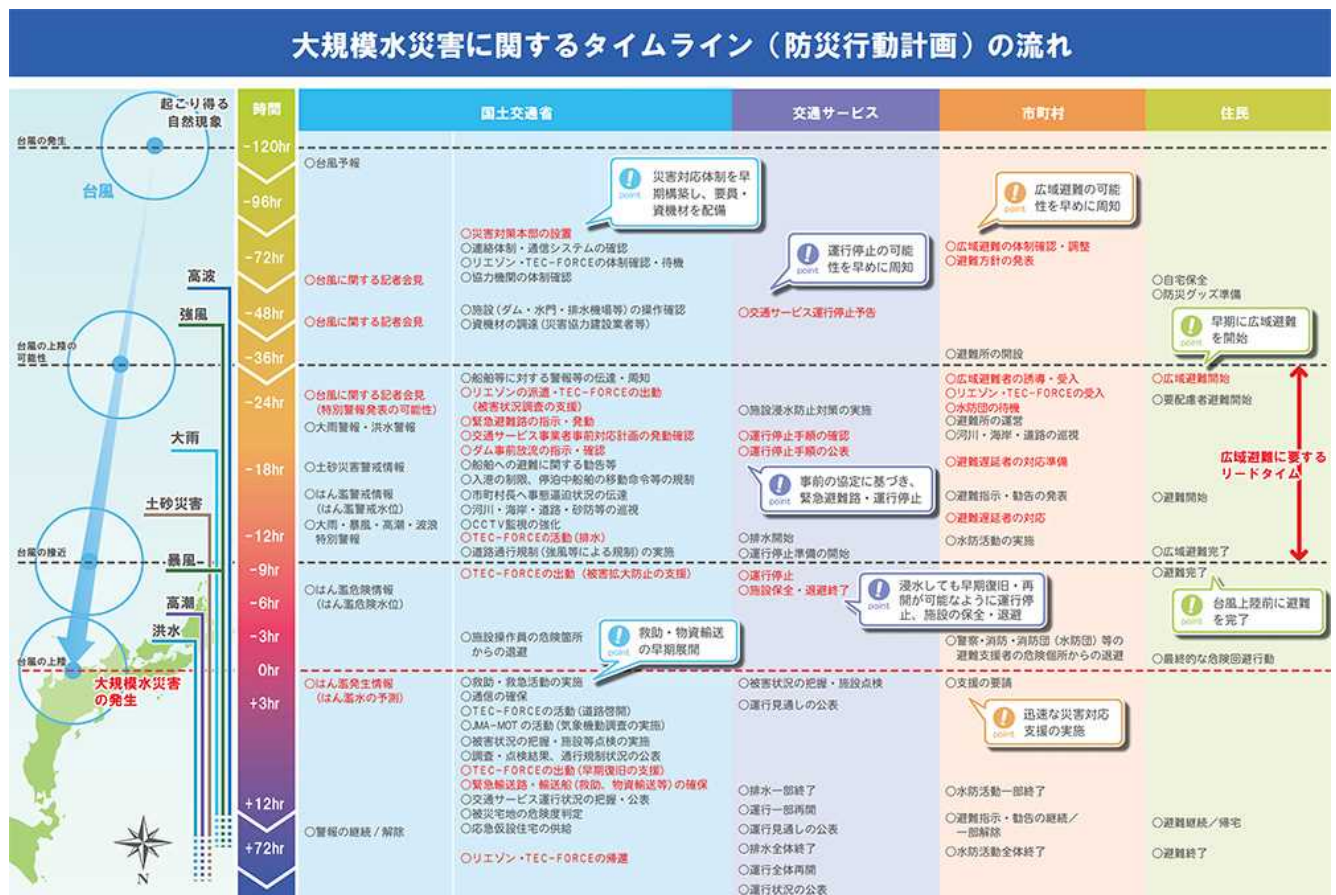 大規模水災害に関するタイムライン（防災行動計画）の流れ
起こり得る
自然現象
台風の発生
台風
高波
強風
台風の上陸の
可能性
大雨
土砂災害
台風の接近
暴風
高潮
洪水
台風の上陸
大規模水災害
の発生
N
時間
-120hr
-96hr
-72hr
-48hr
-36hr
-24hr
-18hr
-12hr
-9hr
-6hr
-3hr
0hr
+3hr
+12hr
+72hr
国土交通省
○台風予報
○台風に関する記者会見
○台風に関する記者会見
○台風に関する記者会見
(特別警報発表の可能性)
○大雨警報・洪水警報
○土砂災害警戒情報
○はん濫警戒情報
(はん濫警戒水位)
○大雨・暴風・高潮・波浪
特別警報
○はん濫危険情報
(はん濫危険水位)
○はん濫発生情報
(はん濫水の予測)
○警報の継続/解除
! point
災害対応体制を早
期構築し、要員・
資機材を配備
○災害対策本部の設置
○連絡体制・通信システムの確認
○リエゾン・TEC-FORCEの体制確認・待機
○協力機関の体制確認
○施設(ダム・水門・排水機場等)の操作確認
○資機材の調達(災害協力建設業者等)
○船舶等に対する警報等の伝達・周知
○リエゾンの派遣・TEC-FORCEの出動
(被害状況調査の支援)
○緊急避難路の指示・発動
○交通サービス事業者事前対応計画の発動確認
○ダム事前放流の指示・確認
○船舶への避難に関する勧告等
○入港の制限、停泊中船舶の移動命令等の規制
○市町村長へ事態逼迫状況の伝達
○河川・海岸・道路・砂防等の巡視
○CCTV監視の強化
○TEC-FORCEの活動(排水)
○道路通行規制(強風等による規制)の実施
○TEC-FORCEの出動(被害拡大防止の支援)
○施設操作員の危険箇所
からの退避
! point
救助・物資輸送
の早期展開
○救助・救急活動の実施
○通信の確保
○TEC-FORCEの活動(道路啓開)
○JMA-MOTの活動(気象機動調査の実施)
○被害状況の把握・施設等点検の実施
○調査・点検結果、通行規制状況の公表
○TEC-FORCEの出動(早期復旧の支援)
○緊急輸送路・輸送船(救助、物資輸送等)の確保
○交通サービス運行状況の把握・公表
○被災宅地の危険度判定
○応急仮設住宅の供給
○リエゾン・TEC-FORCEの帰還
交通サービス
! point
運行停止の可能
性を早めに周知
○交通サービス運行停止予告
○施設浸水防止対策の実施
○運行停止手順の確認
○運行停止手順の公表
! point
事前の協定に基づき、
緊急避難路・運行停止
○排水開始
○運行停止準備の開始
○運行停止
○施設保全・退避終了
! point
浸水しても早期復旧・再
開が可能なように運行停
止、施設の保全・退避
○被害状況の把握・施設点検
○運行見通しの公表
○排水一部終了
○運行一部再開
○運行見通しの公表
○排水全体終了
○運行全体再開
○運行状況の公表
市町村
! point
広域避難の可能
性を早めに周知
○広域避難の体制確認・調整
○避難方針の発表
○避難所の開設
○広域避難者の誘導・受入
○リエゾン・TEC-FORCEの受入
○水防団の待機
○避難所の運営
○河川・海岸・道路の巡視
○避難遅延者の対応準備
○避難指示・勧告の発表
○避難遅延者の対応
○水防活動の実施
○警察・消防・消防団(水防団)等の
避難支援者の危険個所からの退避
○支援の要請
! point
迅速な災害対応
支援の実施
○水防活動一部終了
○避難指示・勧告の継続/
一部解除
○水防活動全体終了
住民
○自宅保全
○防災グッズ準備
! point
早期に広域避難
を開始
○広域避難開始
○要配慮者避難開始
広域避難に要する
リードタイム
○避難開始
○広域避難完了
○避難完了
! point
台風上陸前に避難
を完了
○最終的な危険回避行動
○避難継続/帰宅
○避難終了